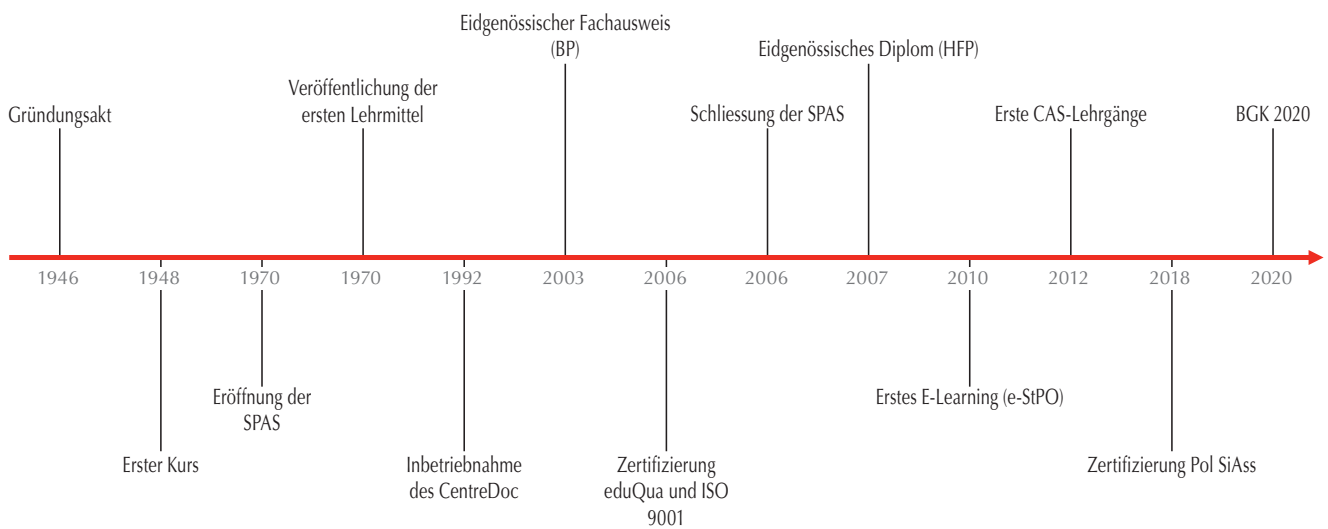 Eidgenössischer Fachausweis
(BP)
Eidgenössisches Diplom (HFP)
Veröffentlichung der
ersten Lehrmittel
Gründungsakt
Schliessung der SPAS
Erste CAS-Lehrgänge
BGK 2020
1946
1948
1970
1970
1992
2003
2006
2006
2007
2010
2012
2018
2020
Eröffnung der
SPAS
Erstes E-Learning (e-StPO)
Erster Kurs
Inbetriebnahme
des CentreDoc
Zertifizierung
eduQua und ISO
9001
Zertifizierung Pol SiAss